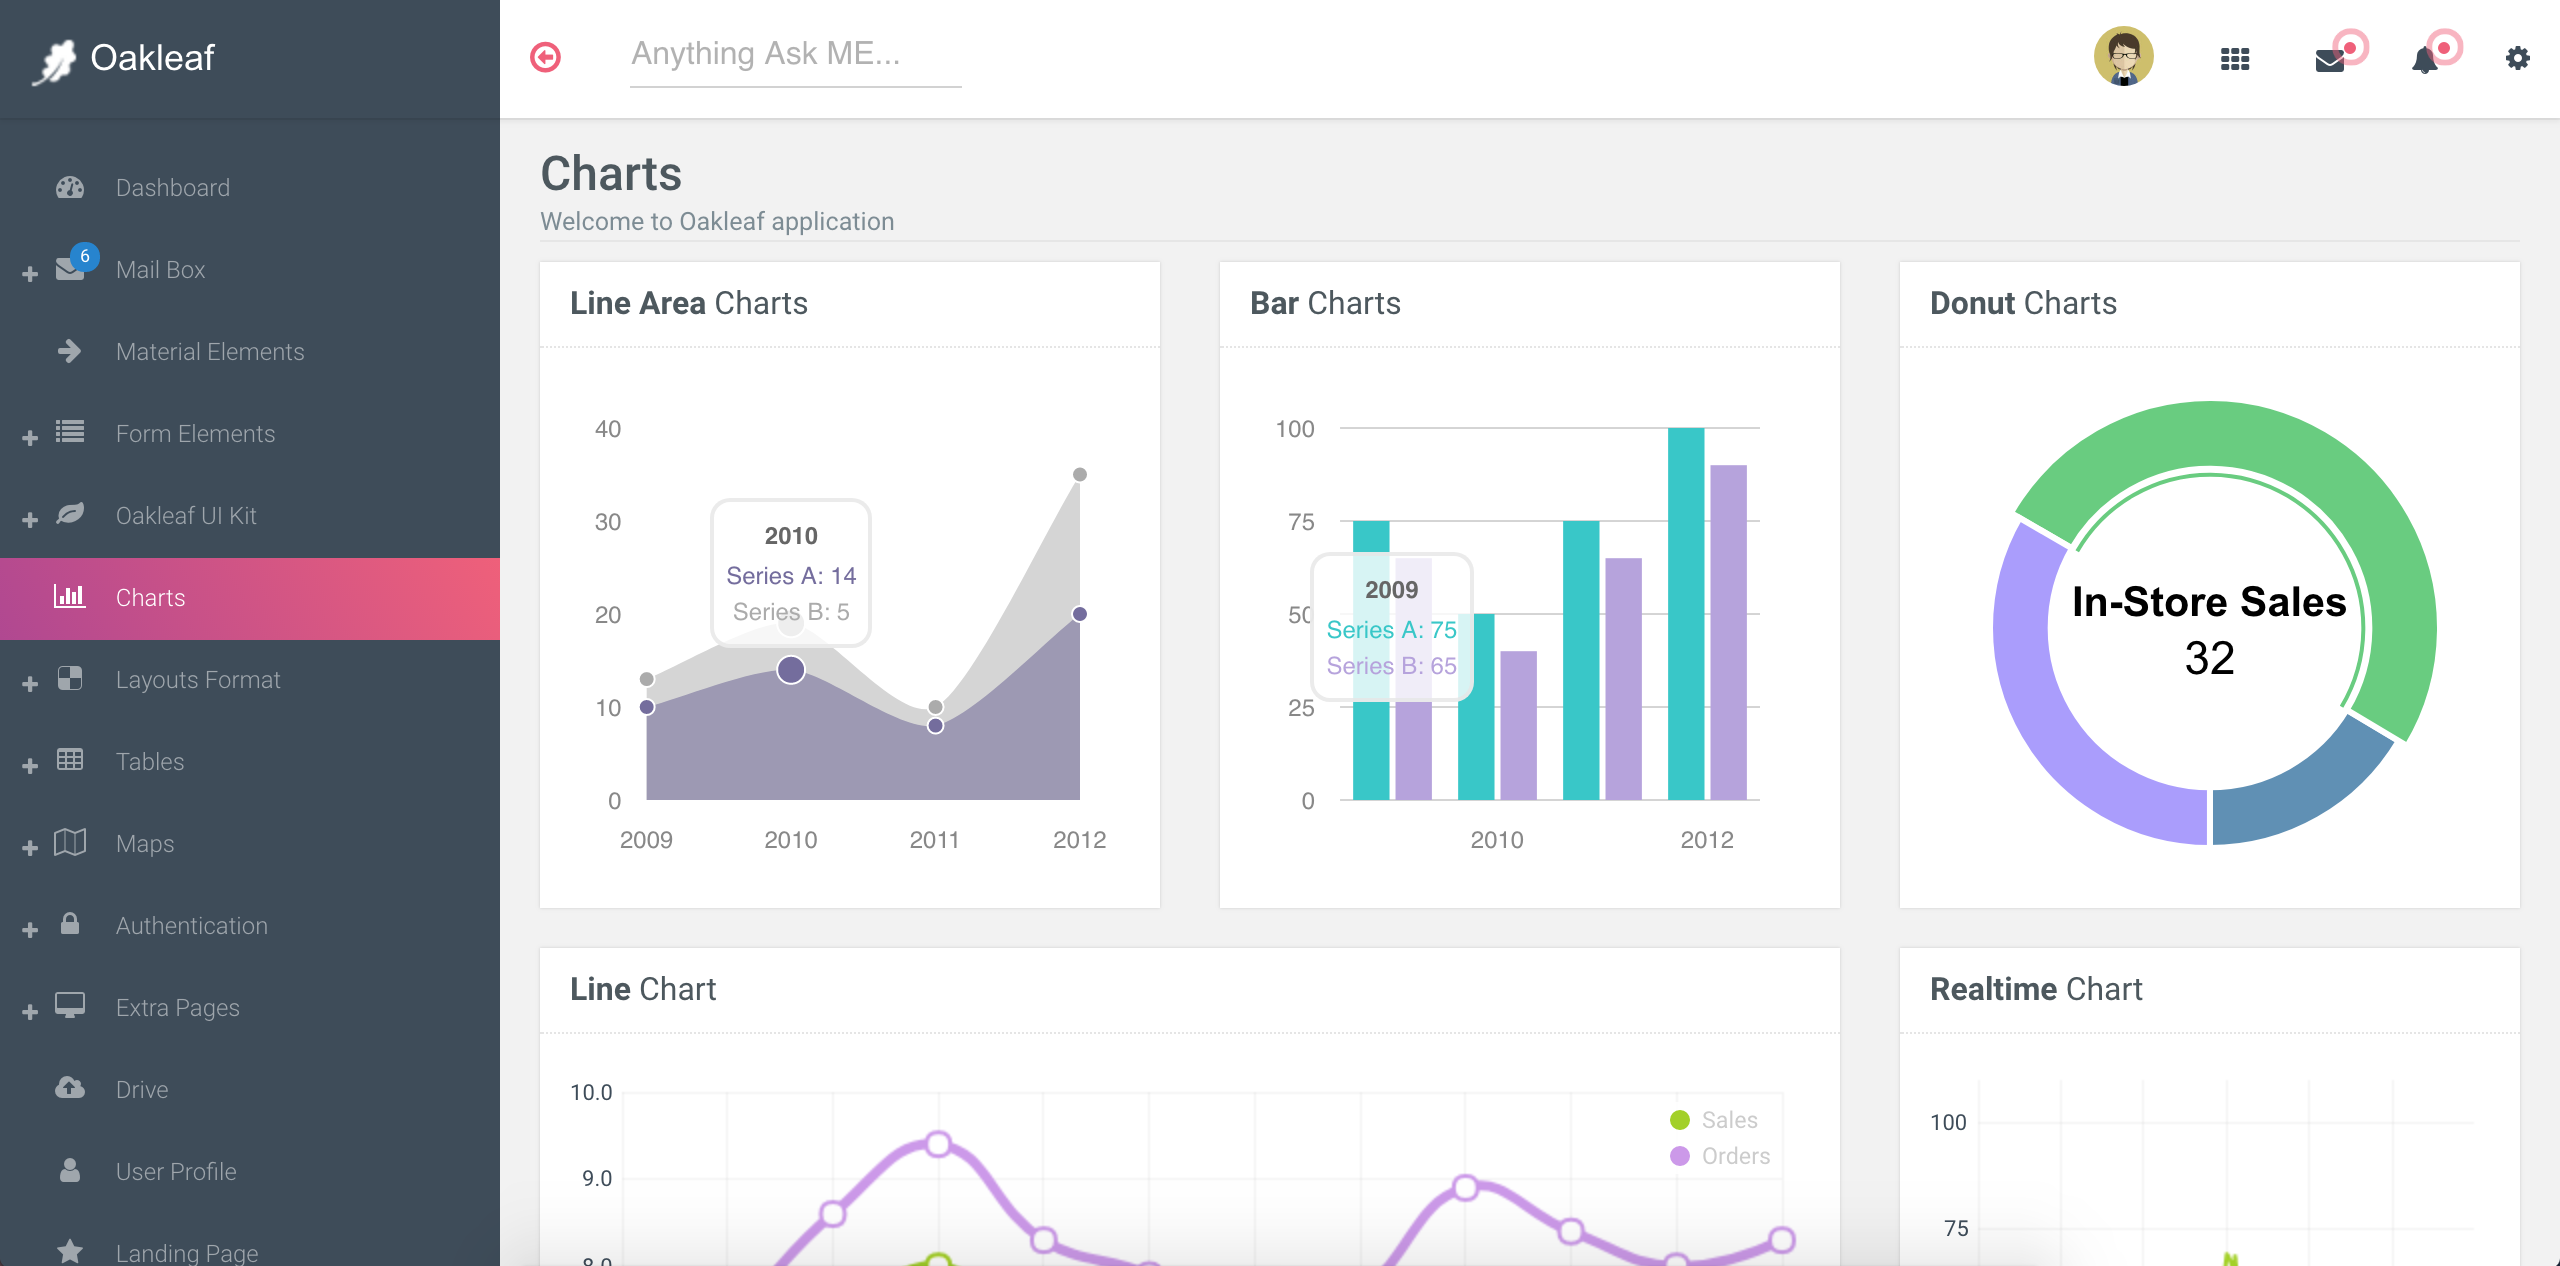 Oakleaf
Anything Ask ME...
Dashboard
6
Mail Box
Material Elements
Form Elements
Oakleaf UI Kit
Charts
Layouts Format
Tables
Maps
Authentication
Extra Pages
Drive
User Profile
Landing Page
Charts
Welcome to Oakleaf application
Line Area Charts
40
30
20
10
0
2009 2010 2011 2012
2010
Series A: 14
Series B: 5
Bar Charts
100
75
50
25
0
2010 2012
2009
Series A: 75
Series B: 65
Donut Charts
In-Store Sales
32
Line Chart
10.0
9.0
8.0
Sales
Orders
Realtime Chart
100
75